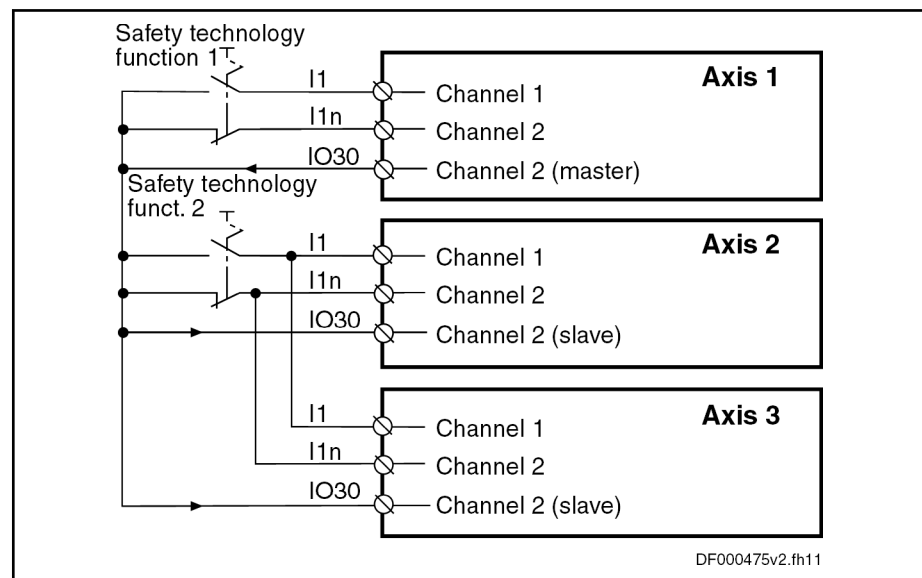 Safety technology
function 1
I1
Channel 1
Axis 1
I1n
Channel 2
IO30
Channel 2 (master)
Safety technology
funct. 2
I1
Channel 1
Axis 2
I1n
Channel 2
IO30
Channel 2 (slave)
I1
Channel 1
Axis 3
I1n
Channel 2
IO30
Channel 2 (slave)
DF000475v2.fh11